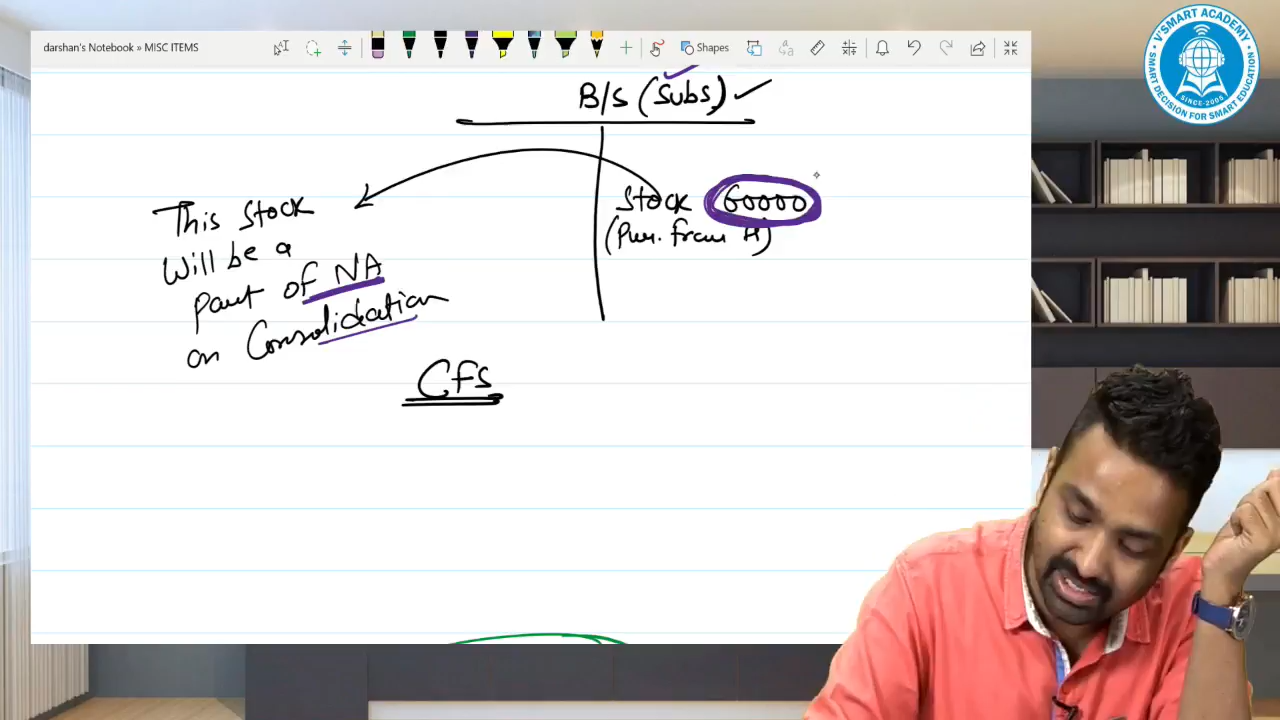 darshan's Notebook » MISC ITEMS
Shapes
V'SMART ACADEMY
SINCE-2005
SMART DECISION FOR SMART EDUCATION
B/S (Subs)
Stock 60000
(Pur. from H)
This Stock
will be a
part of NA
on Consolidation
CFS